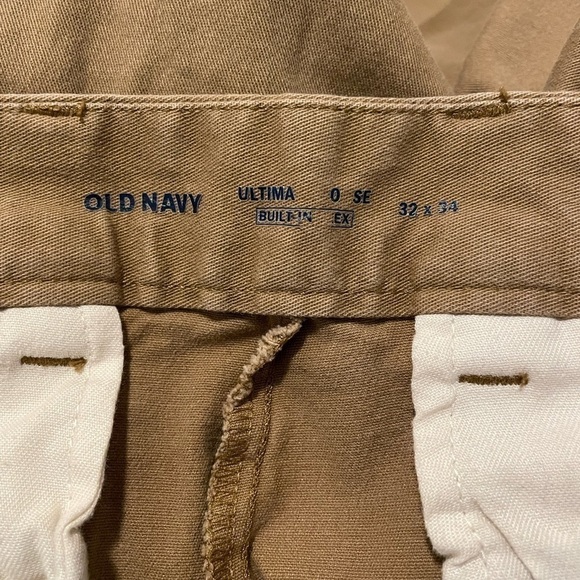 OLD NAVY
ULTIMA 0 SE
BUILT-IN EX
32 x 34